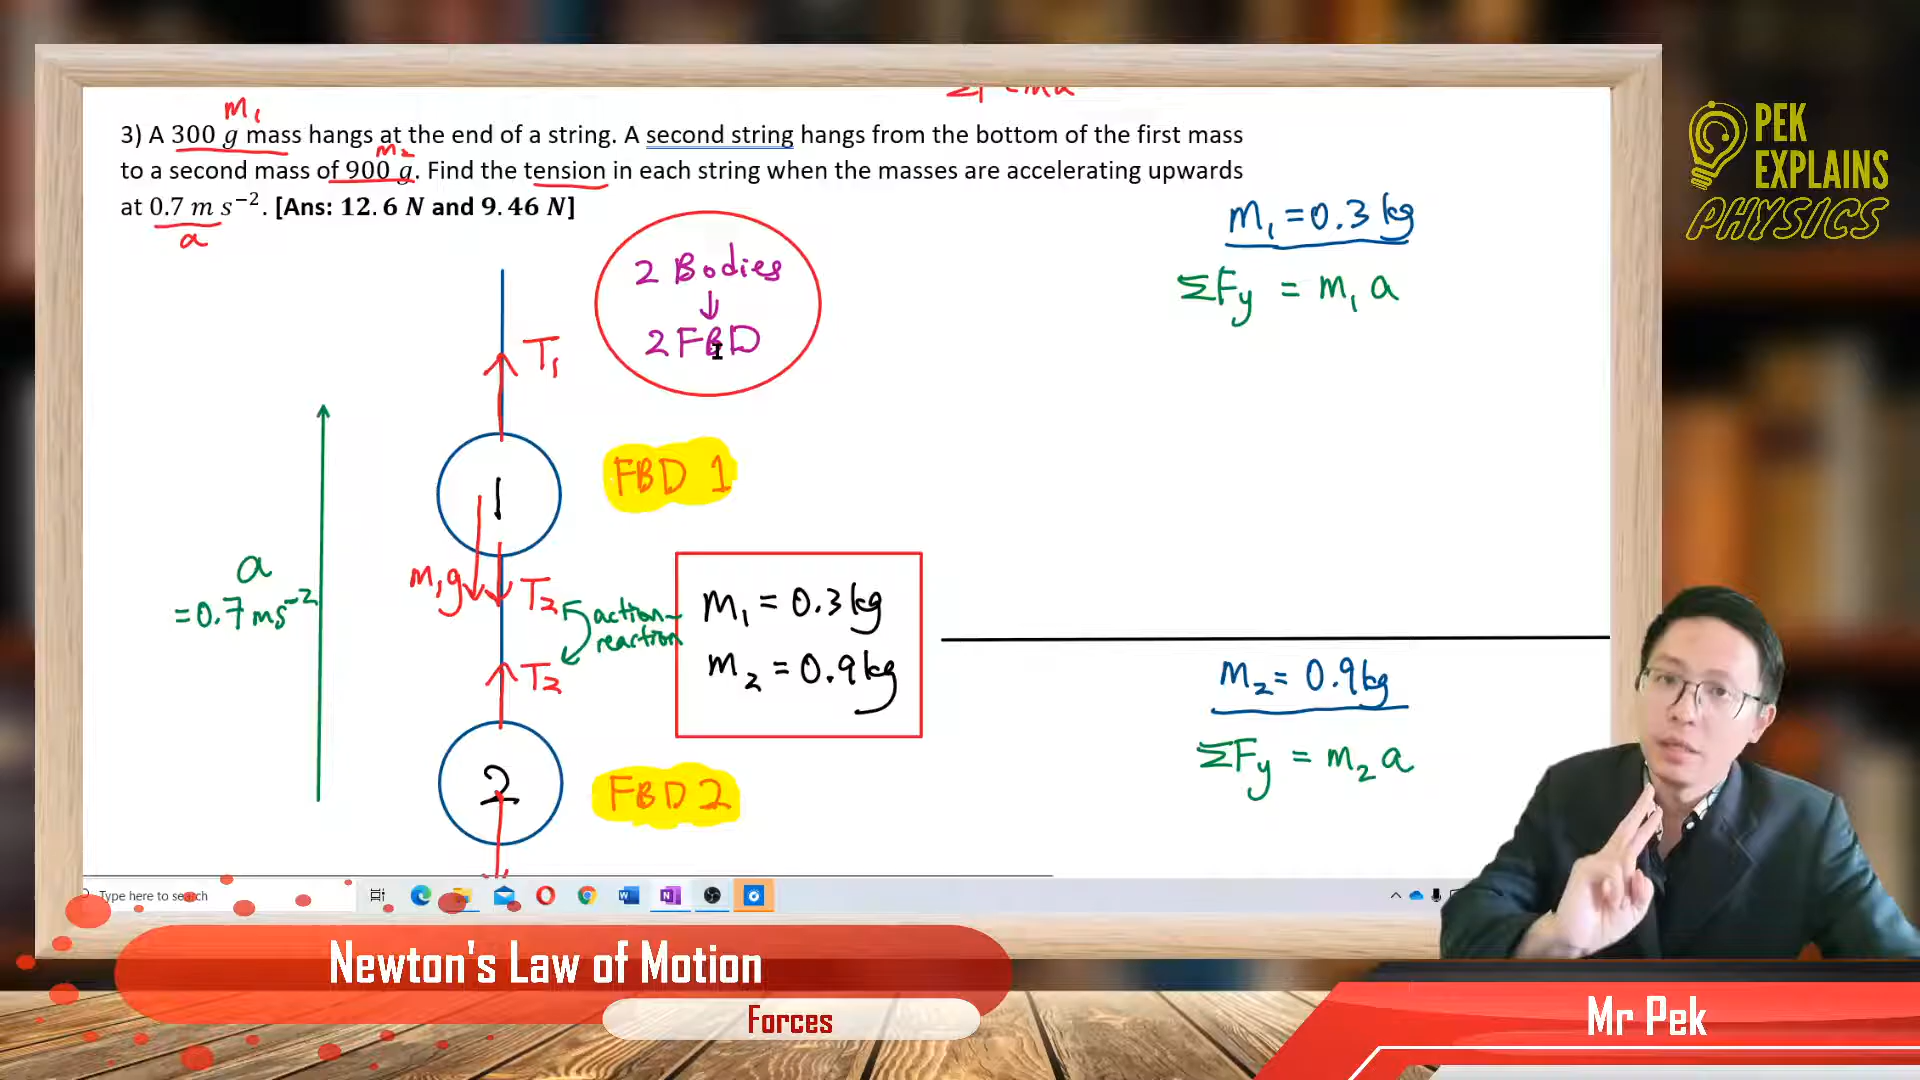 ΣF = ma
m₁
3) A 300 g mass hangs at the end of a string. A second string hangs from the bottom of the first mass
m₂
to a second mass of 900 g. Find the tension in each string when the masses are accelerating upwards
at 0.7 m s⁻². [Ans: 12.6 N and 9.46 N]
a
PEK
EXPLAINS
PHYSICS
2 Bodies
↓
2 FBD
m₁ = 0.3 kg
ΣFy = m₁ a
T₁
1
FBD 1
a
= 0.7 ms⁻²
m₁g
T₂
action-
reaction
T₂
m₁ = 0.3 kg
m₂ = 0.9 kg
2
FBD 2
m₂ = 0.9 kg
ΣFy = m₂ a
Type here to search
Newton's Law of Motion
Forces
Mr Pek